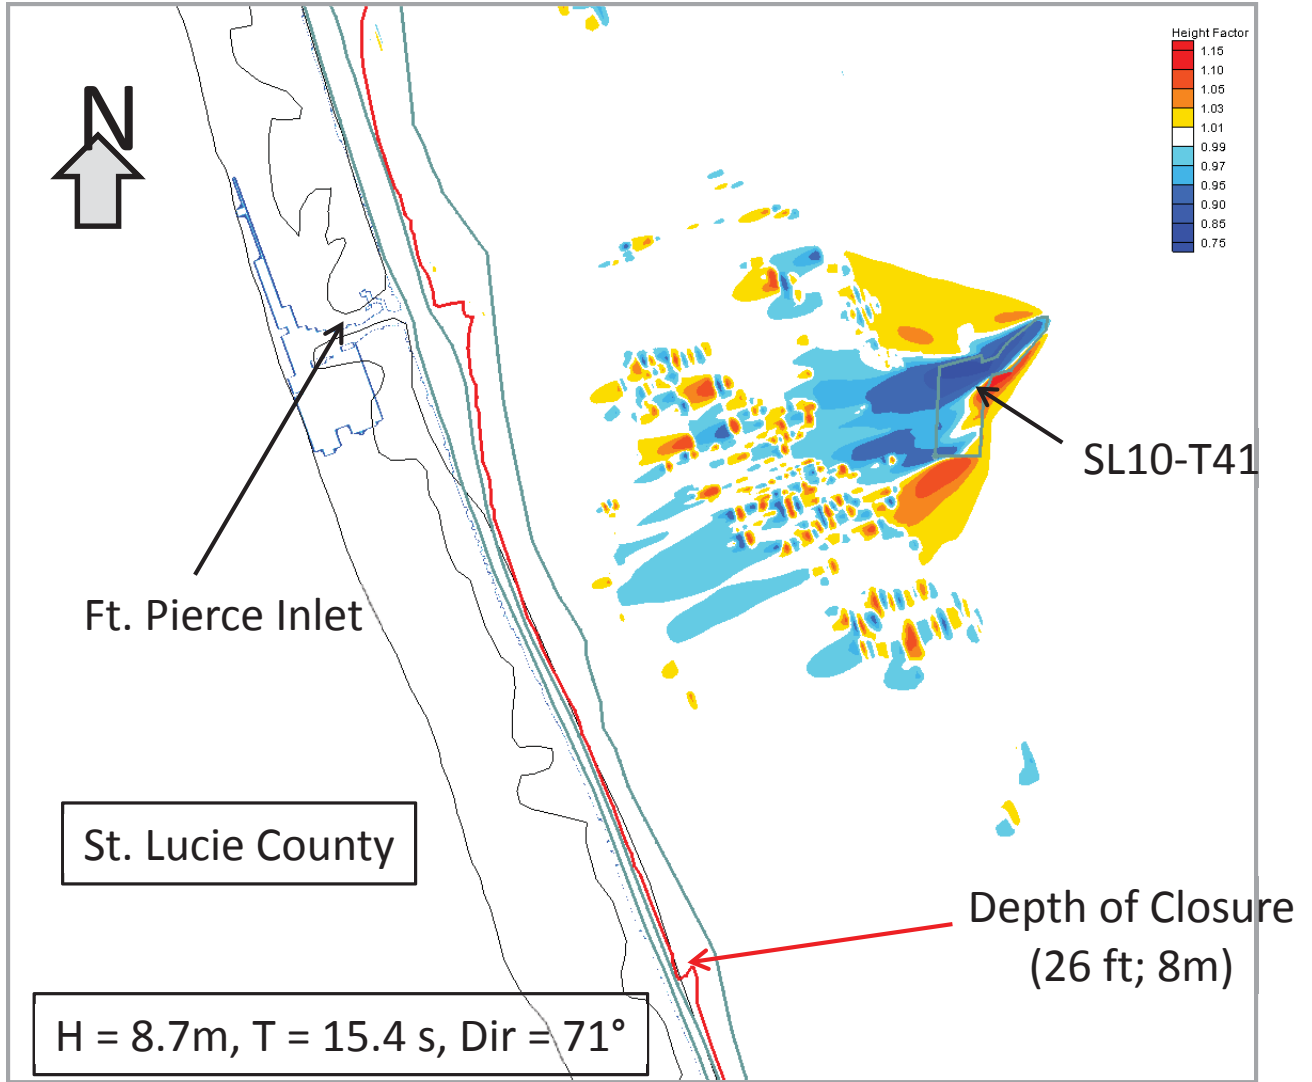 N
Height Factor
1.15
1.10
1.05
1.03
1.01
0.99
0.97
0.95
0.90
0.85
0.75
SL10-T41
Ft. Pierce Inlet
St. Lucie County
Depth of Closure
(26 ft; 8m)
H = 8.7m, T = 15.4 s, Dir = 71°